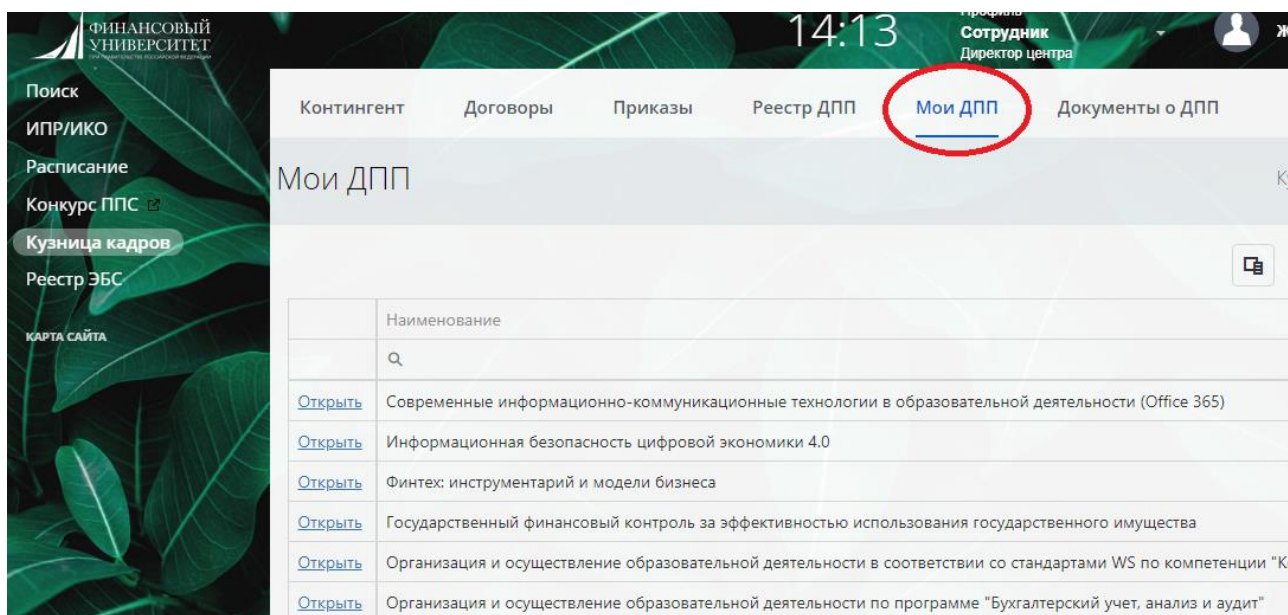 ФИНАНСОВЫЙ
УНИВЕРСИТЕТ
14:13
Профиль
Сотрудник
Директор центра
Поиск
ИПР/ИКО
Расписание
Конкурс ППС
Кузница кадров
Реестр ЭБС
КАРТА САЙТА
Контингент Договоры Приказы Реестр ДПП Мои ДПП Документы о ДПП
Мои ДПП
Наименование
Открыть Современные информационно-коммуникационные технологии в образовательной деятельности (Office 365)
Открыть Информационная безопасность цифровой экономики 4.0
Открыть Финтех: инструментарий и модели бизнеса
Открыть Государственный финансовый контроль за эффективностью использования государственного имущества
Открыть Организация и осуществление образовательной деятельности в соответствии со стандартами WS по компетенции "К
Открыть Организация и осуществление образовательной деятельности по программе "Бухгалтерский учет, анализ и аудит"